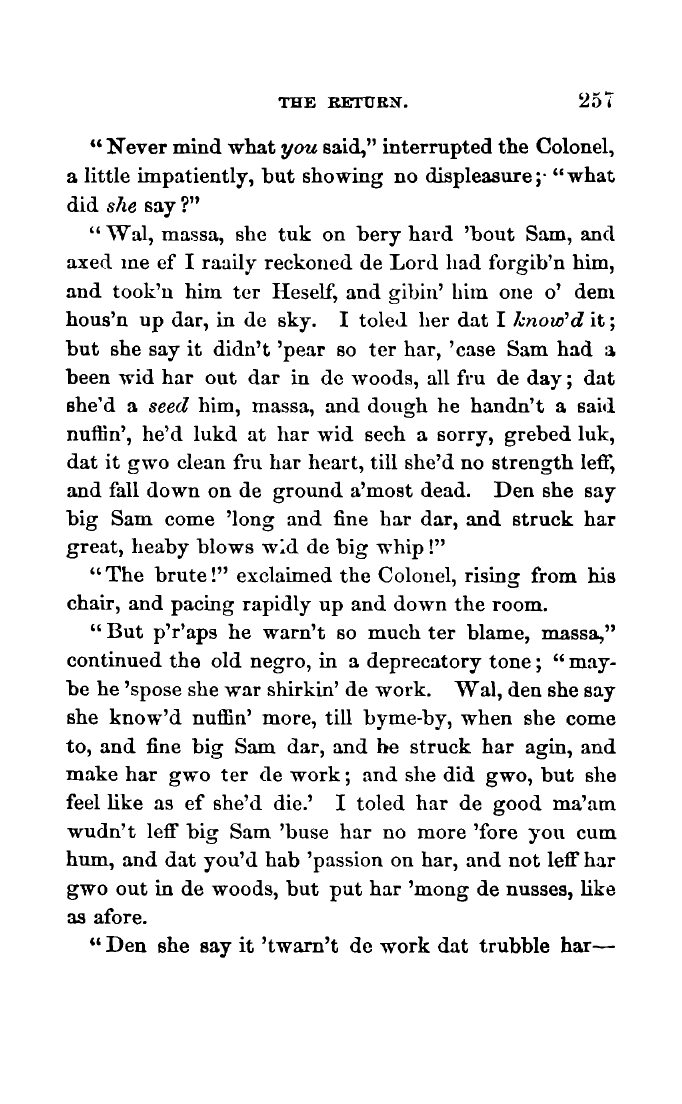 THE RETURN. 257
“Never mind what you said,” interrupted the Colonel,
a little impatiently, but showing no displeasure; “what
did she say?”
“Wal, massa, she tuk on bery hard ’bout Sam, and
axed me ef I raaily reckoned de Lord had forgib’n him,
and took’n him ter Heself, and gibin’ him one o’ dem
hous’n up dar, in de sky. I toled her dat I know’d it;
but she say it didn’t ’pear so ter har, ’case Sam had a
been wid har out dar in de woods, all fru de day; dat
she’d a seed him, massa, and dough he handn’t a said
nuffin’, he’d lukd at har wid sech a sorry, grebed luk,
dat it gwo clean fru har heart, till she’d no strength leff,
and fall down on de ground a’most dead. Den she say
big Sam come ’long and fine har dar, and struck har
great, heaby blows wid de big whip!”
“The brute!” exclaimed the Colonel, rising from his
chair, and pacing rapidly up and down the room.
“But p’r’aps he warn’t so much ter blame, massa,”
continued the old negro, in a deprecatory tone; “may-
be he ’spose she war shirkin’ de work. Wal, den she say
she know’d nuffin’ more, till byme-by, when she come
to, and fine big Sam dar, and he struck har agin, and
make har gwo ter de work; and she did gwo, but she
feel like as ef she’d die.’ I toled har de good ma’am
wudn’t leff big Sam ’buse har no more ’fore you cum
hum, and dat you’d hab ’passion on har, and not leff har
gwo out in de woods, but put har ’mong de nusses, like
as afore.
“Den she say it ’twarn’t de work dat trubble har—